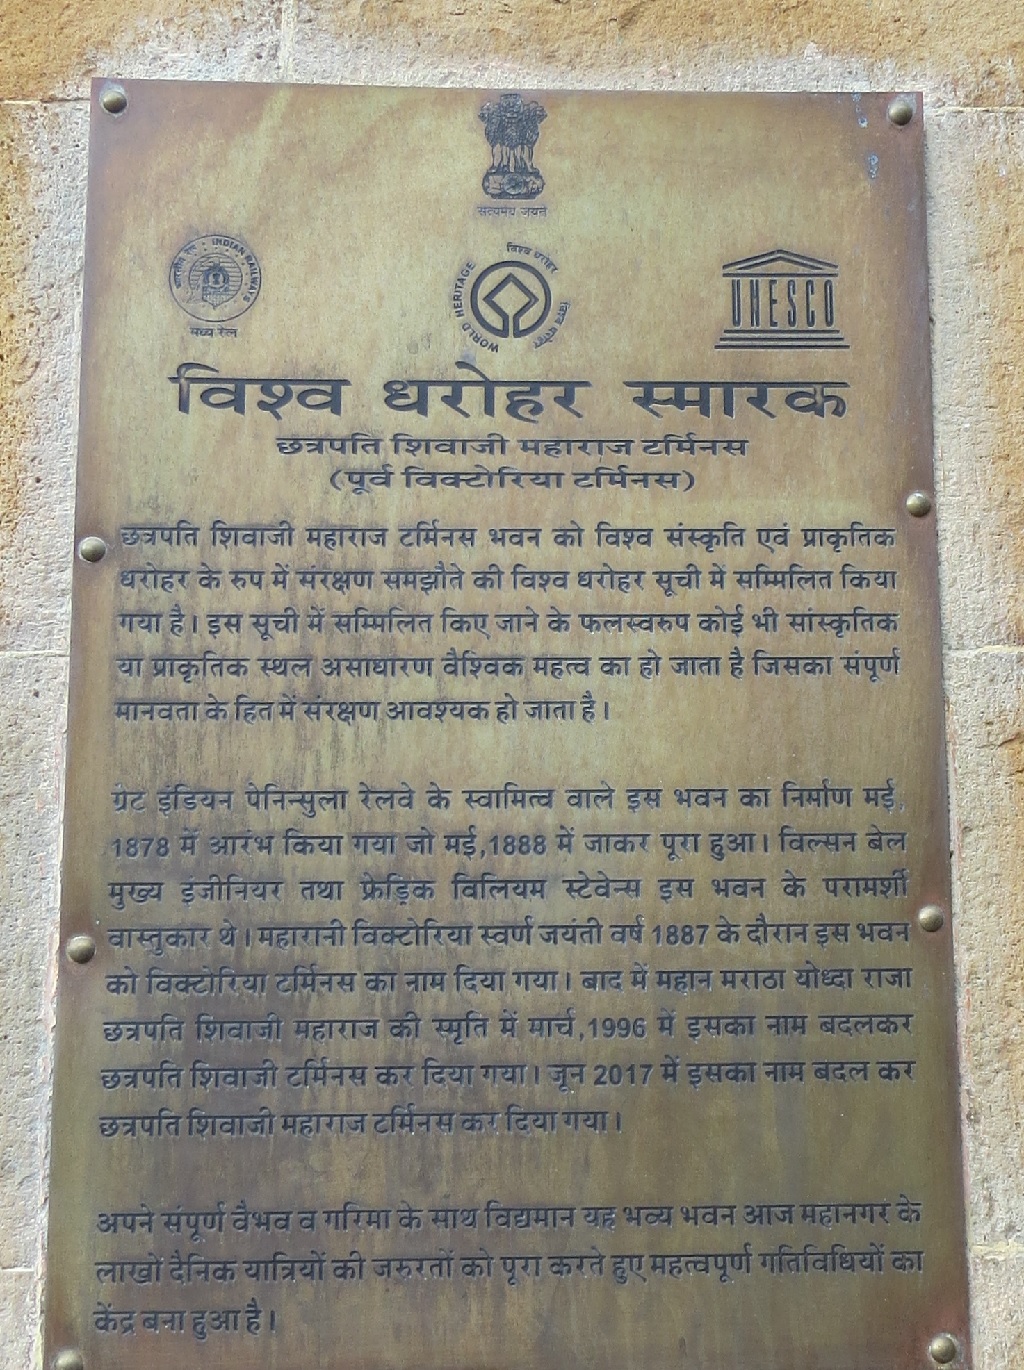 सत्यमेव जयते
भारतीय रेल : INDIAN RAILWAYS
मध्य रेल
WORLD HERITAGE
विश्व धरोहर
UNESCO
विश्व धरोहर स्मारक
छत्रपति शिवाजी महाराज टर्मिनस
(पूर्व विक्टोरिया टर्मिनस)
छत्रपति शिवाजी महाराज टर्मिनस भवन को विश्व संस्कृति एवं प्राकृतिक
धरोहर के रुप में संरक्षण समझौते की विश्व धरोहर सूची में सम्मिलित किया
गया है। इस सूची में सम्मिलित किए जाने के फलस्वरुप कोई भी सांस्कृतिक
या प्राकृतिक स्थल असाधारण वैश्विक महत्व का हो जाता है जिसका संपूर्ण
मानवता के हित में संरक्षण आवश्यक हो जाता है।
ग्रेट इंडियन पेनिन्सुला रेलवे के स्वामित्व वाले इस भवन का निर्माण मई,
1878 में आरंभ किया गया जो मई,1888 में जाकर पूरा हुआ। विल्सन बेल
मुख्य इंजीनियर तथा फ्रेड्रिक विलियम स्टेवेन्स इस भवन के परामर्शी
वास्तुकार थे। महारानी विक्टोरिया स्वर्ण जयंती वर्ष 1887 के दौरान इस भवन
को विक्टोरिया टर्मिनस का नाम दिया गया। बाद में महान मराठा योध्दा राजा
छत्रपति शिवाजी महाराज की स्मृति में मार्च,1996 में इसका नाम बदलकर
छत्रपति शिवाजी टर्मिनस कर दिया गया। जून 2017 में इसका नाम बदल कर
छत्रपति शिवाजी महाराज टर्मिनस कर दिया गया।
अपने संपूर्ण वैभव व गरिमा के साथ विद्यमान यह भव्य भवन आज महानगर के
लाखों दैनिक यात्रियों की जरुरतों को पूरा करते हुए महत्वपूर्ण गतिविधियों का
केंद्र बना हुआ है।